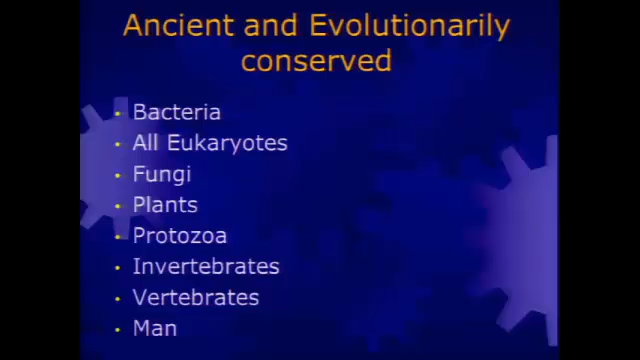 Ancient and Evolutionarily
conserved
• Bacteria
• All Eukaryotes
• Fungi
• Plants
• Protozoa
• Invertebrates
• Vertebrates
• Man